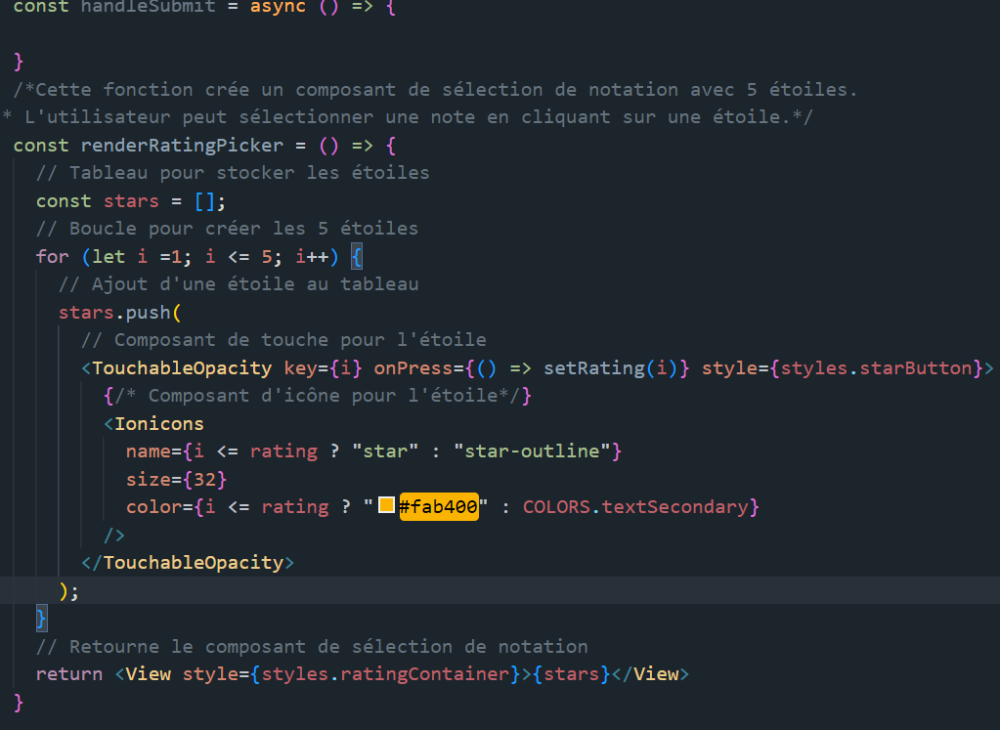 const handleSubmit = async () => {
}
/*Cette fonction crée un composant de sélection de notation avec 5 étoiles.
* L'utilisateur peut sélectionner une note en cliquant sur une étoile.*/
const renderRatingPicker = () => {
// Tableau pour stocker les étoiles
const stars = [];
// Boucle pour créer les 5 étoiles
for (let i =1; i <= 5; i++) {
// Ajout d'une étoile au tableau
stars.push(
// Composant de touche pour l'étoile
<TouchableOpacity key={i} onPress={() => setRating(i)} style={styles.starButton}>
{/* Composant d'icône pour l'étoile*/}
<Ionicons
name={i <= rating ? "star" : "star-outline"}
size={32}
color={i <= rating ? "#fab400" : COLORS.textSecondary}
/>
</TouchableOpacity>
);
}
// Retourne le composant de sélection de notation
return <View style={styles.ratingContainer}>{stars}</View>
}